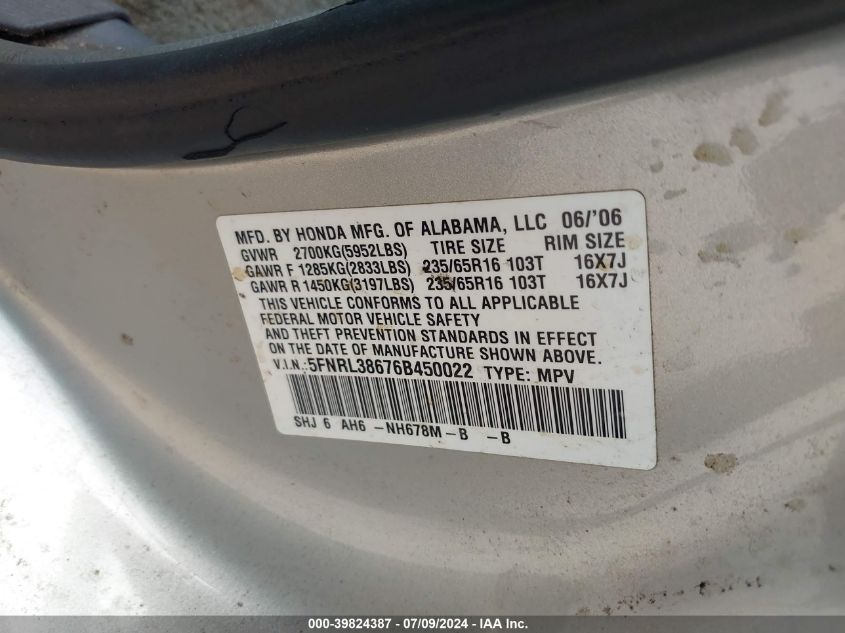 MFD. BY HONDA MFG. OF ALABAMA, LLC 06/'06
GVWR 2700KG(5952LBS) TIRE SIZE RIM SIZE
GAWR F 1285KG(2833LBS) 235/65R16 103T 16X7J
GAWR R 1450KG(3197LBS) 235/65R16 103T 16X7J
THIS VEHICLE CONFORMS TO ALL APPLICABLE
FEDERAL MOTOR VEHICLE SAFETY
AND THEFT PREVENTION STANDARDS IN EFFECT
ON THE DATE OF MANUFACTURE SHOWN ABOVE.
V.I.N.: 5FNRL38676B450022 TYPE: MPV
SHJ 6 AH6 -NH678M-B -B
000-39824387 - 07/09/2024 - IAA Inc.